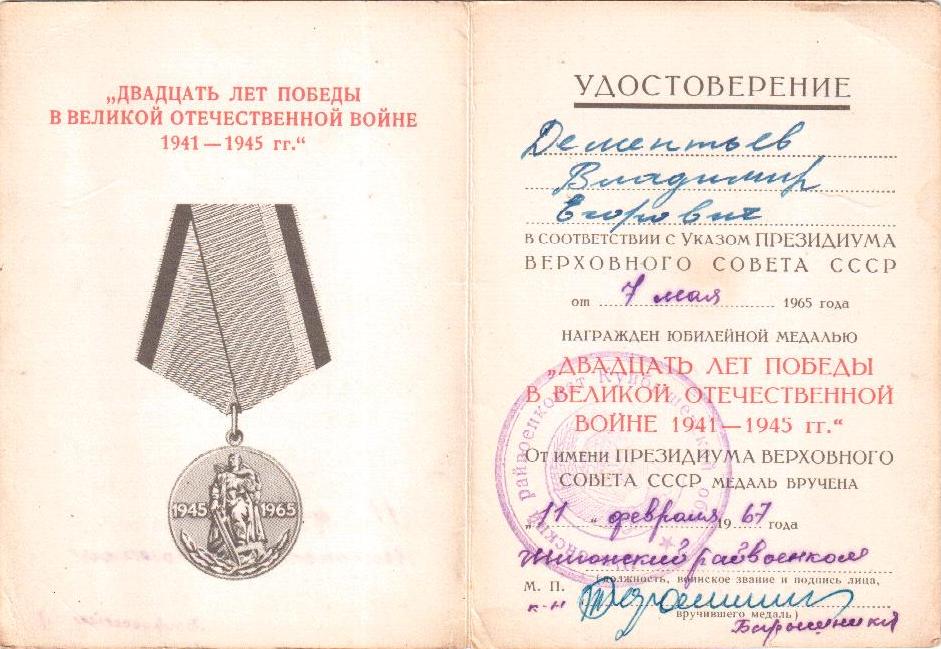 „ДВАДЦАТЬ ЛЕТ ПОБЕДЫ
В ВЕЛИКОЙ ОТЕЧЕСТВЕННОЙ ВОЙНЕ
1941—1945 гг.“
1945 1965
УДОСТОВЕРЕНИЕ
Дементьев
Владимир
Егорович
В СООТВЕТСТВИИ С УКАЗОМ ПРЕЗИДИУМА
ВЕРХОВНОГО СОВЕТА СССР
от 7 мая 1965 года
НАГРАЖДЕН ЮБИЛЕЙНОЙ МЕДАЛЬЮ
„ДВАДЦАТЬ ЛЕТ ПОБЕДЫ
В ВЕЛИКОЙ ОТЕЧЕСТВЕННОЙ
ВОЙНЕ 1941—1945 гг.“
ОТ ИМЕНИ ПРЕЗИДИУМА ВЕРХОВНОГО
СОВЕТА СССР МЕДАЛЬ ВРУЧЕНА
„11“ февраля 1967 года
райвоенком
М. П. (должность, воинское звание и подпись лица,
к-н вручившего медаль)
райвоенкомат Куйбышевской